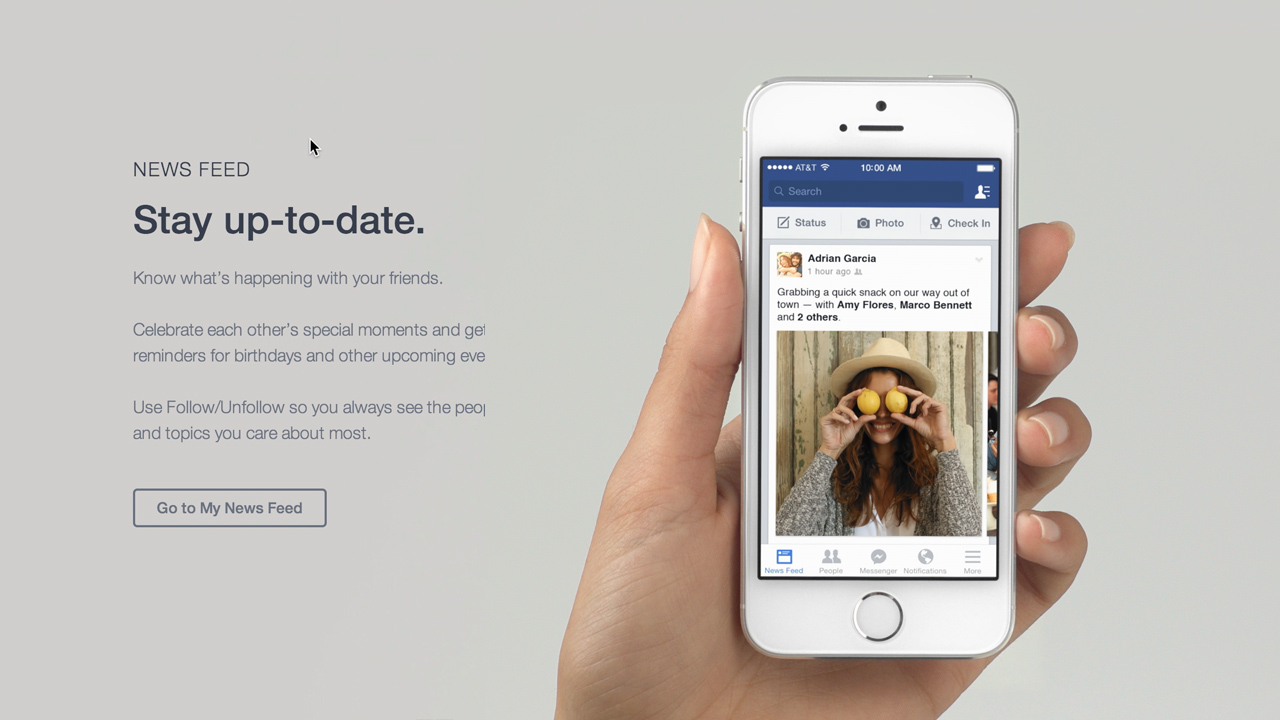 NEWS FEED
Stay up-to-date.
Know what's happening with your friends.
Celebrate each other's special moments and get
reminders for birthdays and other upcoming eve
Use Follow/Unfollow so you always see the peop
and topics you care about most.
Go to My News Feed
AT&T 10:00 AM
Search
Status Photo Check In
Adrian Garcia
1 hour ago
Grabbing a quick snack on our way out of
town — with Amy Flores, Marco Bennett
and 2 others.
News Feed People Messenger Notifications More